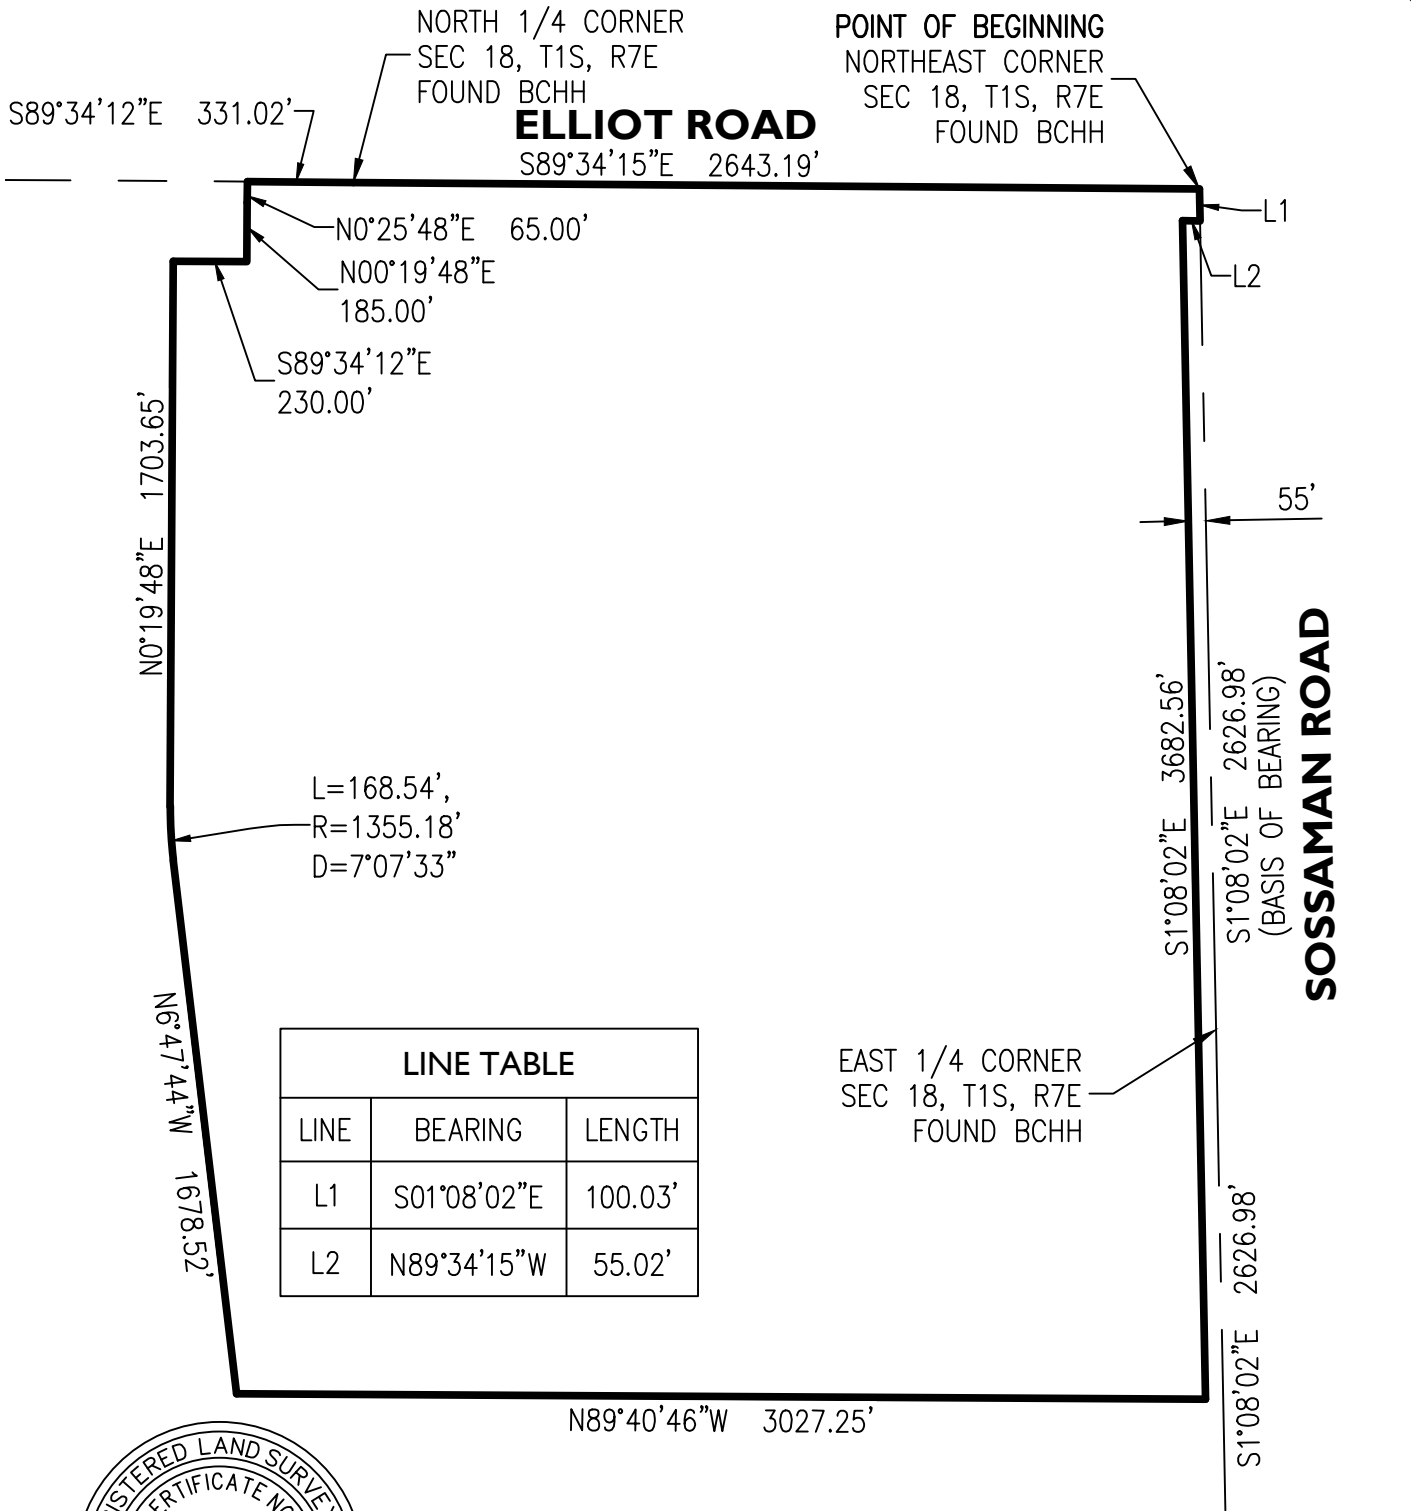 NORTH 1/4 CORNER
SEC 18, T1S, R7E
FOUND BCHH
POINT OF BEGINNING
NORTHEAST CORNER
SEC 18, T1S, R7E
FOUND BCHH
S89°34'12"E 331.02'
ELLIOT ROAD
S89°34'15"E 2643.19'
L1
N0°25'48"E 65.00'
N00°19'48"E
185.00'
L2
S89°34'12"E
230.00'
N0°19'48"E 1703.65'
55'
SOSSAMAN ROAD
S1°08'02"E 3682.56'
S1°08'02"E 2626.98'
(BASIS OF BEARING)
L=168.54',
R=1355.18'
D=7°07'33"
N6°47'44"W 1678.52'
LINE TABLE
LINE BEARING LENGTH
L1 S01°08'02"E 100.03'
L2 N89°34'15"W 55.02'
EAST 1/4 CORNER
SEC 18, T1S, R7E
FOUND BCHH
S1°08'02"E 2626.98'
N89°40'46"W 3027.25'
LAND